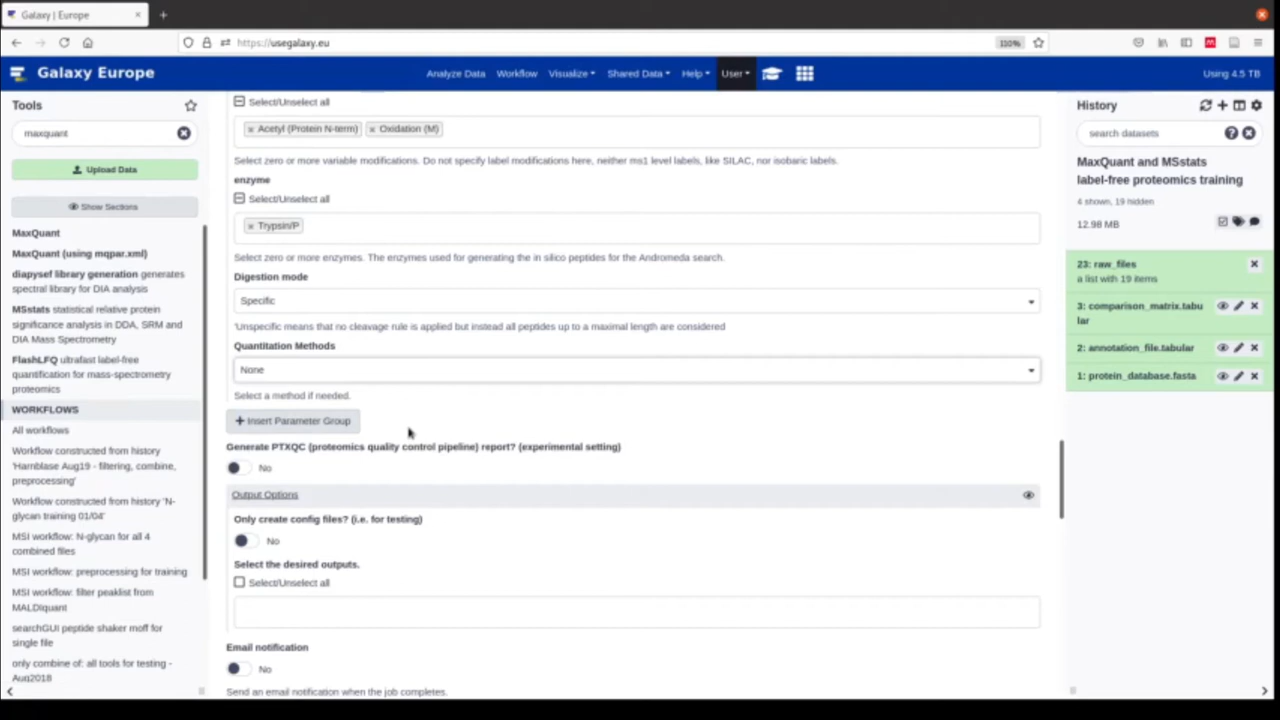 Galaxy | Europe
https://usegalaxy.eu
110%
Galaxy Europe
Analyze Data
Workflow
Visualize
Shared Data
Help
User
Using 4.5 TB
Tools
maxquant
Upload Data
Show Sections
MaxQuant
MaxQuant (using mqpar.xml)
diapysef library generation generates
spectral library for DIA analysis
MSstats statistical relative protein
significance analysis in DDA, SRM and
DIA Mass Spectrometry
FlashLFQ ultrafast label-free
quantification for mass-spectrometry
proteomics
WORKFLOWS
All workflows
Workflow constructed from history
'Harnblase Aug19 - filtering, combine,
preprocessing'
Workflow constructed from history 'N-
glycan training 01/04'
MSI workflow: N-glycan for all 4
combined files
MSI workflow: preprocessing for training
MSI workflow: filter peaklist from
MALDIquant
searchGUI peptide shaker moff for
single file
only combine of: all tools for testing -
Aug2018
Select/Unselect all
Acetyl (Protein N-term)
Oxidation (M)
Select zero or more variable modifications. Do not specify label modifications here, neither ms1 level labels, like SILAC, nor isobaric labels.
enzyme
Select/Unselect all
Trypsin/P
Select zero or more enzymes. The enzymes used for generating the in silico peptides for the Andromeda search.
Digestion mode
Specific
'Unspecific means that no cleavage rule is applied but instead all peptides up to a maximal length are considered
Quantitation Methods
None
Select a method if needed.
Insert Parameter Group
Generate PTXQC (proteomics quality control pipeline) report? (experimental setting)
No
Output Options
Only create config files? (i.e. for testing)
No
Select the desired outputs.
Select/Unselect all
Email notification
No
Send an email notification when the job completes.
History
search datasets
MaxQuant and MSstats
label-free proteomics training
4 shown, 19 hidden
12.98 MB
23: raw_files
a list with 19 items
3: comparison_matrix.tabu
lar
2: annotation_file.tabular
1: protein_database.fasta